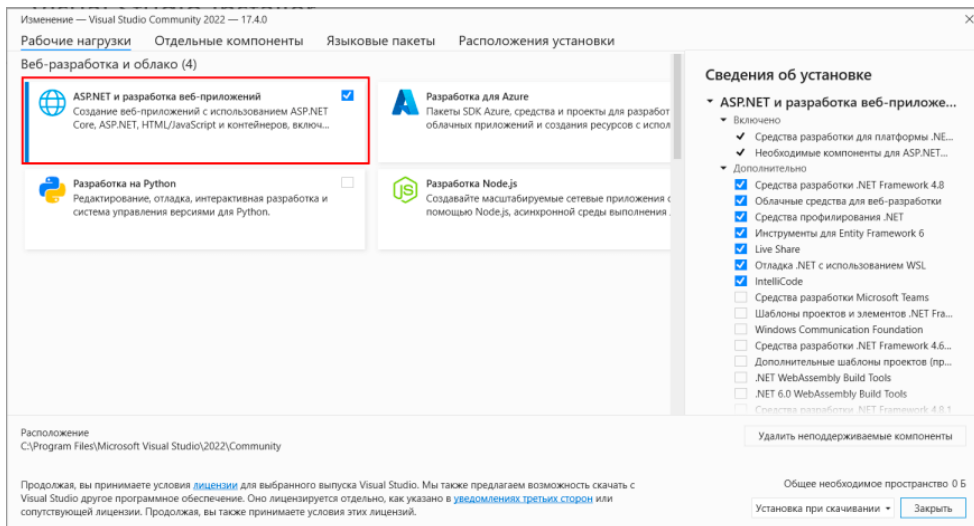 Изменение — Visual Studio Community 2022 — 17.4.0
Рабочие нагрузки Отдельные компоненты Языковые пакеты Расположения установки
Веб-разработка и облако (4)
ASP.NET и разработка веб-приложений
Создание веб-приложений с использованием ASP.NET
Core, ASP.NET, HTML/JavaScript и контейнеров, включ...
Разработка для Azure
Пакеты SDK Azure, средства и проекты для разработ
облачных приложений и создания ресурсов с испол
Разработка на Python
Редактирование, отладка, интерактивная разработка и
система управления версиями для Python.
Разработка Node.js
Создавайте масштабируемые сетевые приложения с
помощью Node.js, асинхронной среды выполнения
Сведения об установке
ASP.NET и разработка веб-приложе...
Включено
Средства разработки для платформы .NE...
Необходимые компоненты для ASP.NET...
Дополнительно
Средства разработки .NET Framework 4.8
Облачные средства для веб-разработки
Средства профилирования .NET
Инструменты для Entity Framework 6
Live Share
Отладка .NET с использованием WSL
IntelliCode
Средства разработки Microsoft Teams
Шаблоны проектов и элементов .NET Fra...
Windows Communication Foundation
Средства разработки .NET Framework 4.6...
Дополнительные шаблоны проектов (пр...
.NET WebAssembly Build Tools
.NET 6.0 WebAssembly Build Tools
Средства разработки .NET Framework 4.8.1
Расположение
C:\Program Files\Microsoft Visual Studio\2022\Community
Удалить неподдерживаемые компоненты
Продолжая, вы принимаете условия лицензии для выбранного выпуска Visual Studio. Мы также предлагаем возможность скачать с
Visual Studio другое программное обеспечение. Оно лицензируется отдельно, как указано в уведомлениях третьих сторон или
сопутствующей лицензии. Продолжая, вы также принимаете условия этих лицензий.
Общее необходимое пространство 0 Б
Установка при скачивании Закрыть